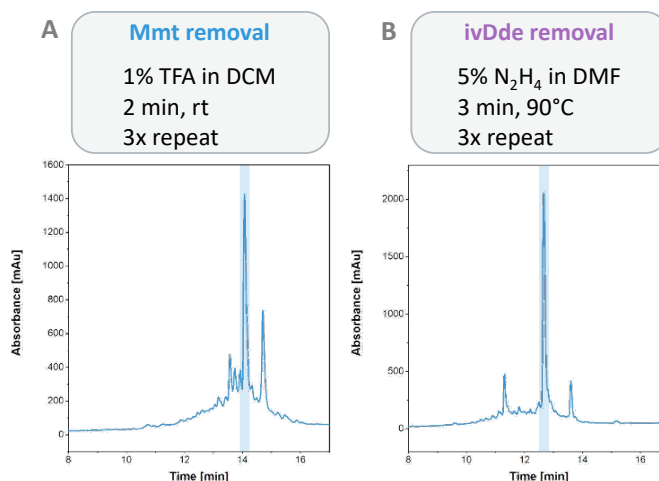 A
Mmt removal
1% TFA in DCM
2 min, rt
3x repeat
1600
1400
1200
1000
800
600
400
200
0
Absorbance [mAu]
8 10 12 14 16
Time [min]
B
ivDde removal
5% N₂H₄ in DMF
3 min, 90°C
3x repeat
2000
1500
1000
500
0
Absorbance [mAu]
8 10 12 14 16
Time [min]